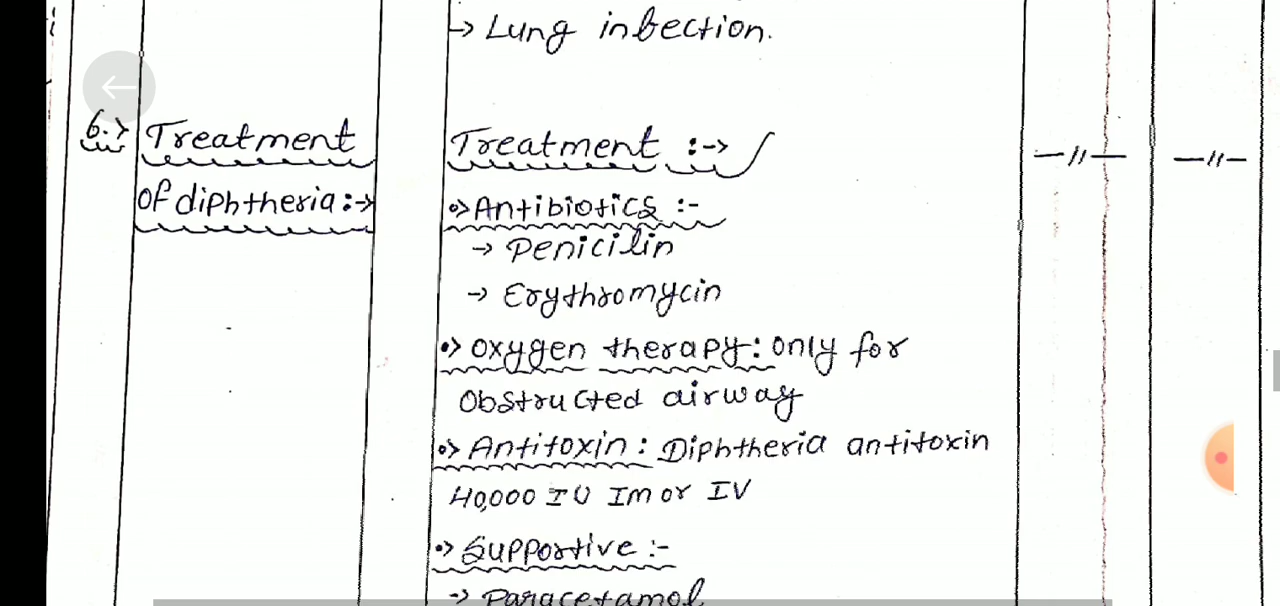 → Lung infection.
6.> Treatment
of diphtheria :→
Treatment :→
•> Antibiotics :-
→ Penicilin
→ Erythromycin
•> Oxygen therapy : only for
Obstructed airway
•> Antitoxin : Diphtheria antitoxin
40,000 IU Im or IV
•> Supportive :-
→ Paracetamol
—〃—
—〃—